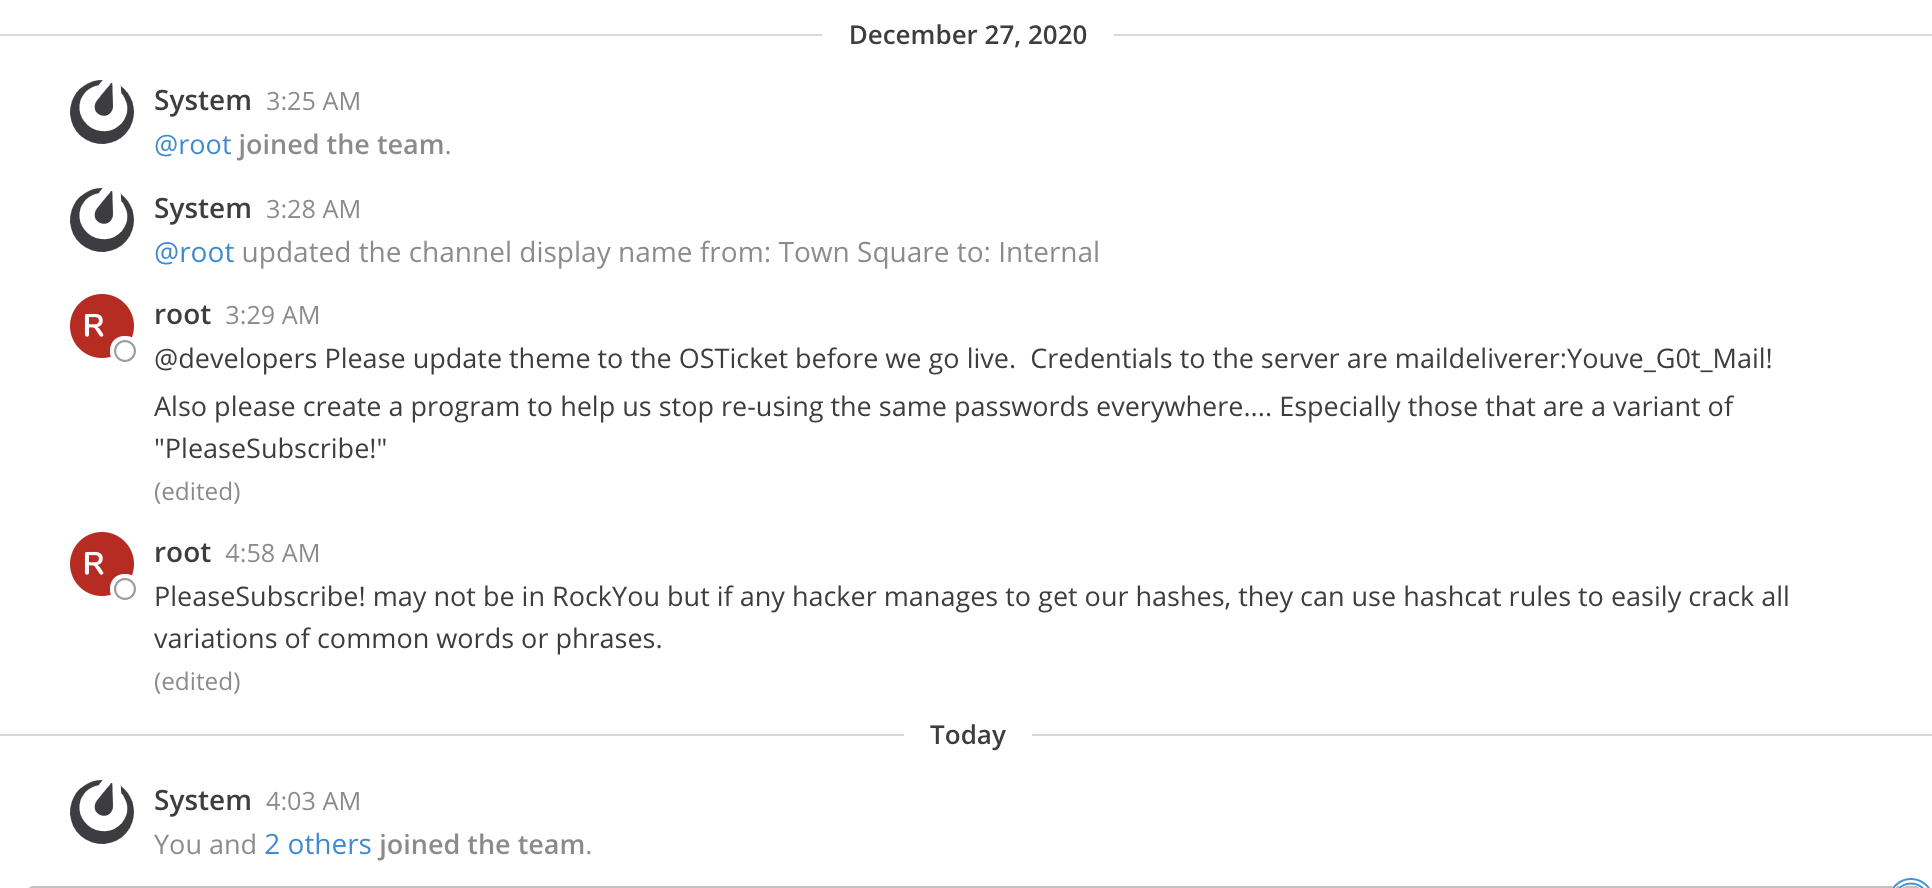 December 27, 2020
System 3:25 AM
@root joined the team.
System 3:28 AM
@root updated the channel display name from: Town Square to: Internal
R
root 3:29 AM
@developers Please update theme to the OSTicket before we go live.  Credentials to the server are maildeliverer:Youve_G0t_Mail!
Also please create a program to help us stop re-using the same passwords everywhere.... Especially those that are a variant of
"PleaseSubscribe!"
(edited)
R
root 4:58 AM
PleaseSubscribe! may not be in RockYou but if any hacker manages to get our hashes, they can use hashcat rules to easily crack all
variations of common words or phrases.
(edited)
Today
System 4:03 AM
You and 2 others joined the team.